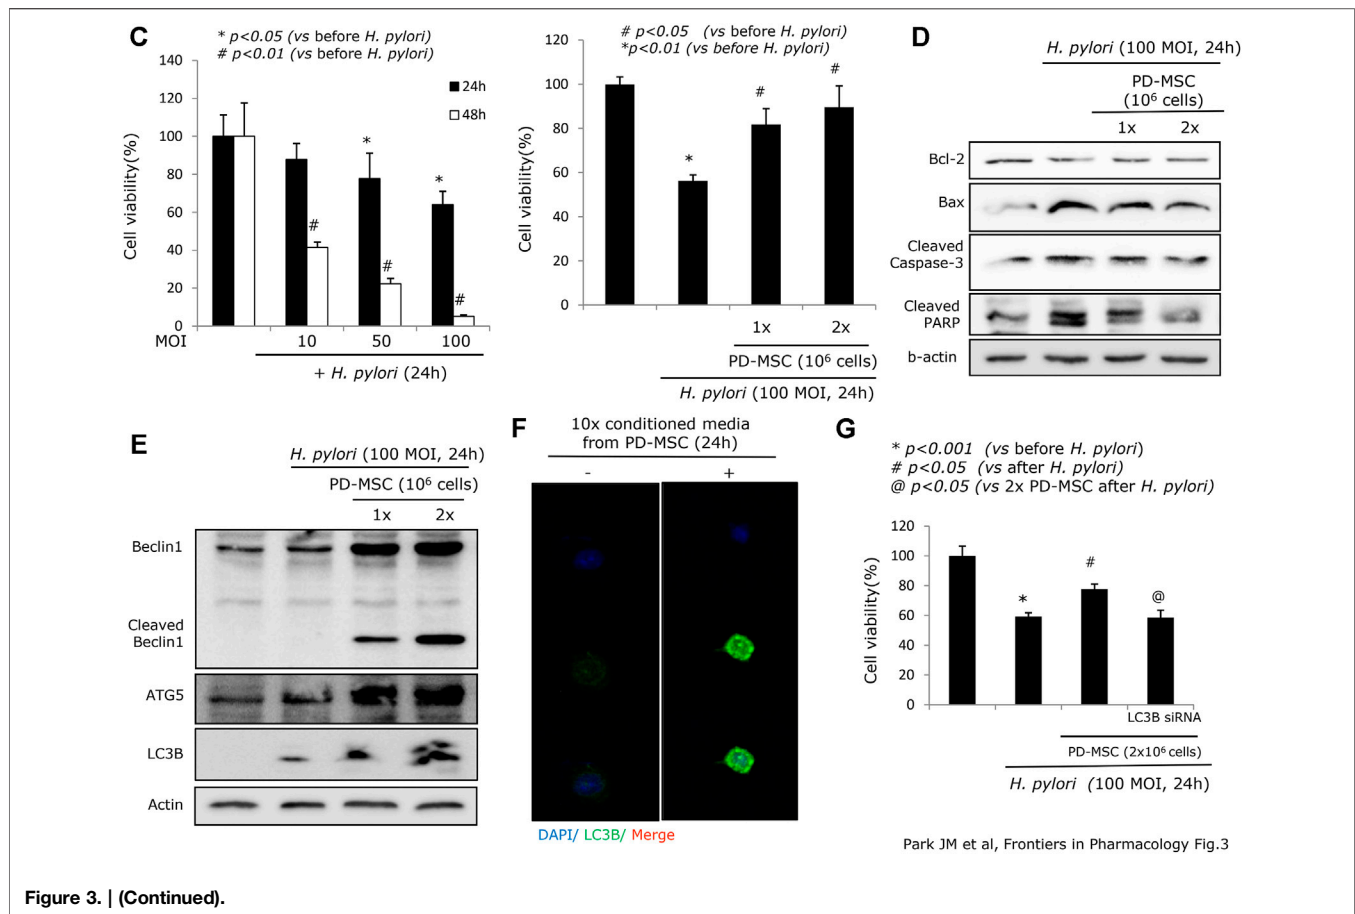 C
* p<0.05 (vs before H. pylori)
# p<0.01 (vs before H. pylori)
140
120
100
80
60
40
20
0
Cell viability(%)
24h
48h
*
*
#
#
#
MOI
10
50
100
+ H. pylori (24h)
# p<0.05 (vs before H. pylori)
*p<0.01 (vs before H. pylori)
120
100
80
60
40
20
0
Cell viability(%)
*
#
#
1x
2x
PD-MSC (10⁶ cells)
H. pylori (100 MOI, 24h)
D
H. pylori (100 MOI, 24h)
PD-MSC
(10⁶ cells)
1x
2x
Bcl-2
Bax
Cleaved
Caspase-3
Cleaved
PARP
b-actin
E
H. pylori (100 MOI, 24h)
PD-MSC (10⁶ cells)
1x
2x
Beclin1
Cleaved
Beclin1
ATG5
LC3B
Actin
F
10x conditioned media
from PD-MSC (24h)
-
+
DAPI/ LC3B/ Merge
G
* p<0.001 (vs before H. pylori)
# p<0.05 (vs after H. pylori)
@ p<0.05 (vs 2x PD-MSC after H. pylori)
120
100
80
60
40
20
0
Cell viability(%)
*
#
@
LC3B siRNA
PD-MSC (2x10⁶ cells)
H. pylori (100 MOI, 24h)
Park JM et al, Frontiers in Pharmacology Fig.3
Figure 3. | (Continued).